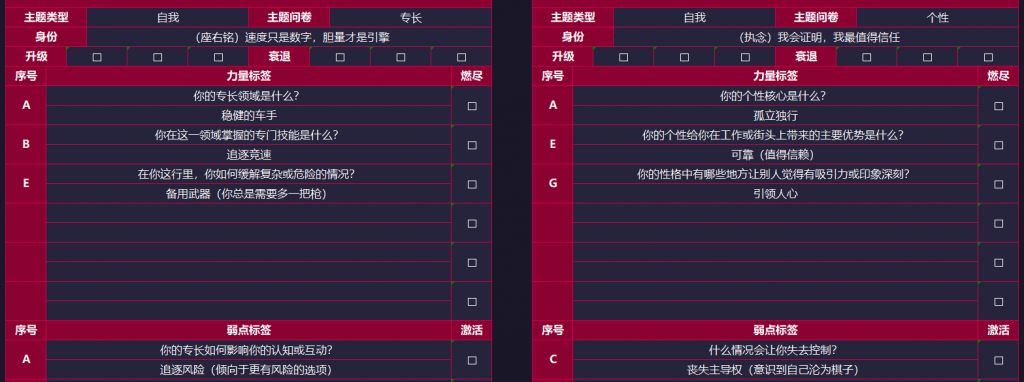 主题类型 自我 主题问卷 专长
身份 （座右铭）速度只是数字，胆量才是引擎
升级 □ □ □ 衰退 □ □ □
序号 力量标签 燃尽
A 你的专长领域是什么？ □
稳健的车手
B 你在这一领域掌握的专门技能是什么？ □
追逐竞速
E 在你这行里，你如何缓解复杂或危险的情况？ □
备用武器（你总是需要多一把枪）
□
□
□
序号 弱点标签 激活
A 你的专长如何影响你的认知或互动？ □
追逐风险（倾向于更有风险的选项）
主题类型 自我 主题问卷 个性
身份 （执念）我会证明，我最值得信任
升级 □ □ □ 衰退 □ □ □
序号 力量标签 燃尽
A 你的个性核心是什么？ □
孤立独行
E 你的个性给你在工作或街头上带来的主要优势是什么？ □
可靠（值得信赖）
G 你的性格中有哪些地方让别人觉得有吸引力或印象深刻？ □
引领人心
□
□
□
序号 弱点标签 激活
C 什么情况会让你失去控制？ □
丧失主导权（意识到自己沦为棋子）